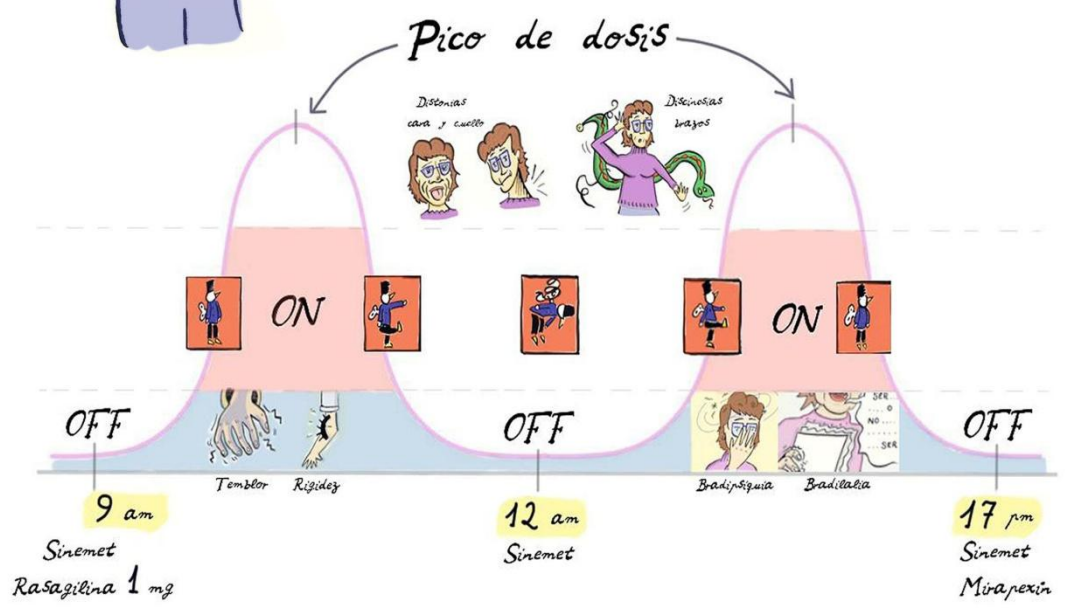 Pico de dosis
Distonias
cara y cuello
Discinesias
brazos
ON
ON
OFF
OFF
OFF
SER
.... O
NO ....
.......
... SER
Temblor
Rigidez
Bradipsiquia
Bradilalia
9 am
Sinemet
Rasagilina 1 mg
12 am
Sinemet
17 pm
Sinemet
Mirapexin